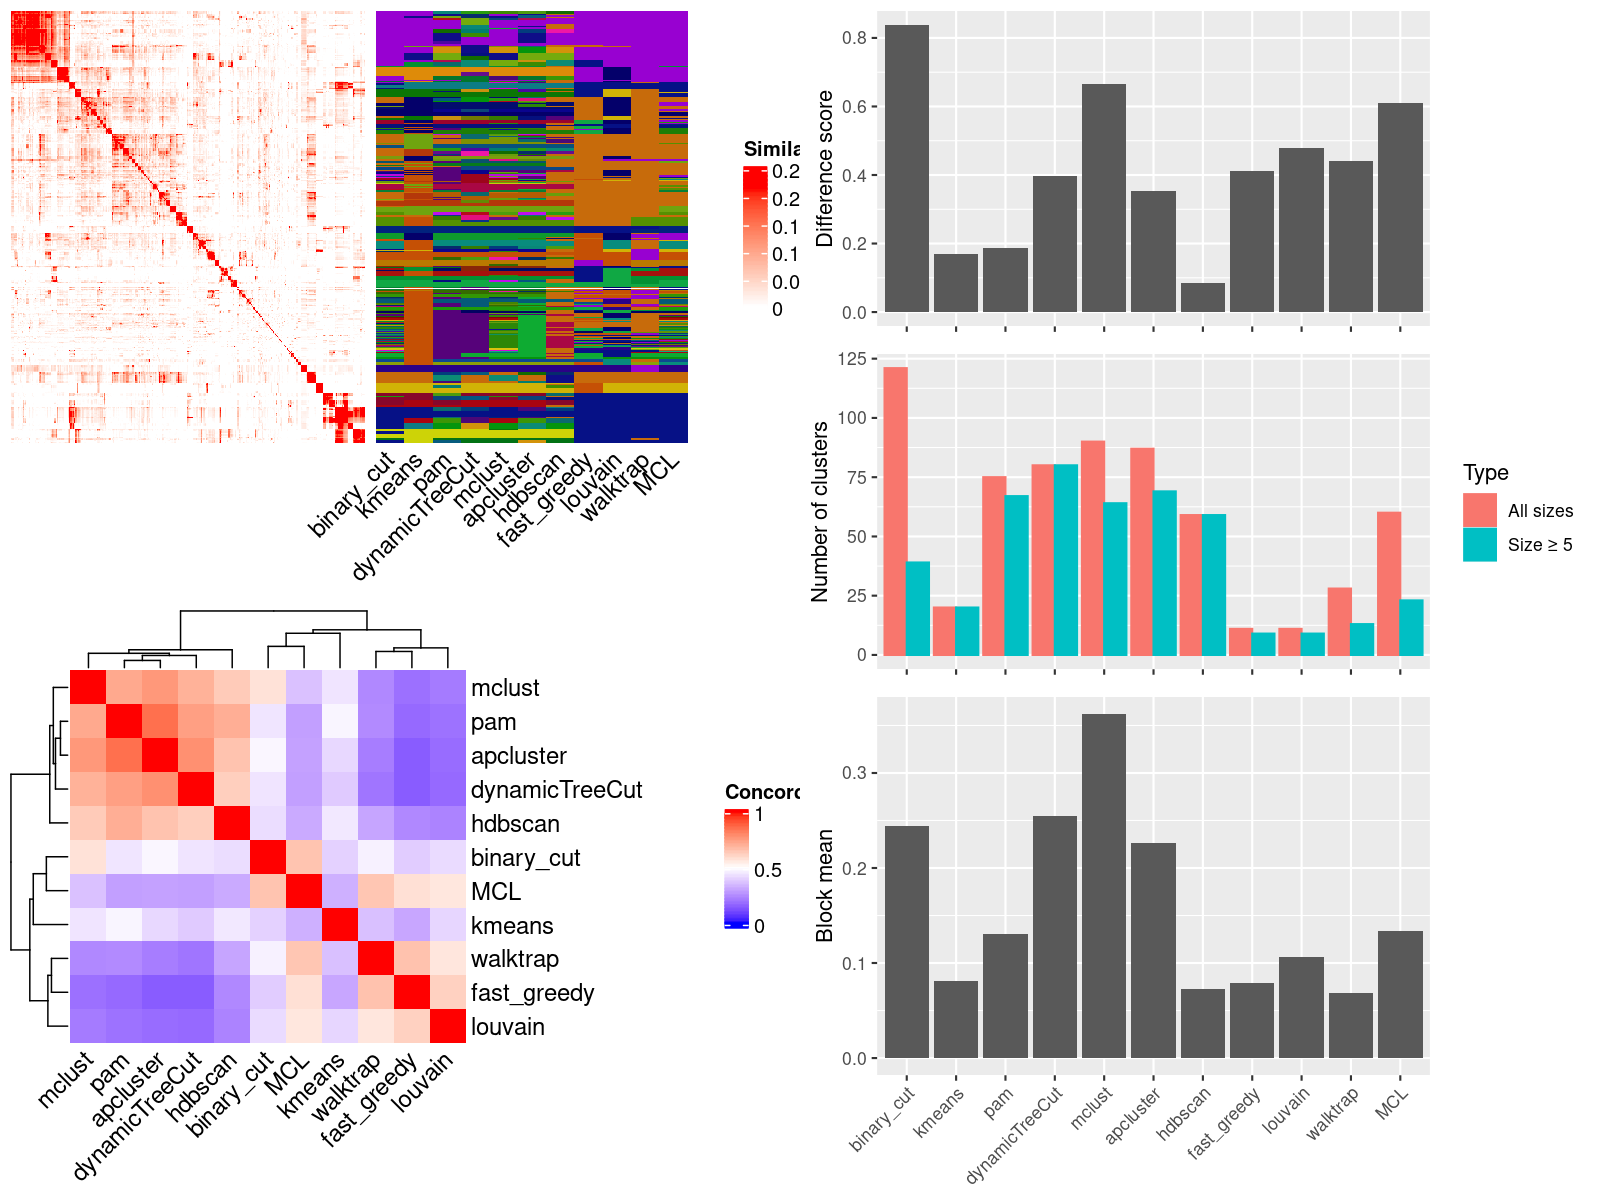 Simila
0.2
0.2
0.1
0.1
0.0
0
binary_cut
kmeans
pam
dynamicTreeCut
mclust
apcluster
hdbscan
fast_greedy
louvain
walktrap
MCL
mclust
pam
apcluster
dynamicTreeCut
hdbscan
binary_cut
MCL
kmeans
walktrap
fast_greedy
louvain
mclust
pam
apcluster
dynamicTreeCut
hdbscan
binary_cut
MCL
kmeans
walktrap
fast_greedy
louvain
Concord
1
0.5
0
Difference score
0.8
0.6
0.4
0.2
0.0
Number of clusters
125
100
75
50
25
0
Type
All sizes
Size ≥ 5
Block mean
0.3
0.2
0.1
0.0
binary_cut
kmeans
pam
dynamicTreeCut
mclust
apcluster
hdbscan
fast_greedy
louvain
walktrap
MCL